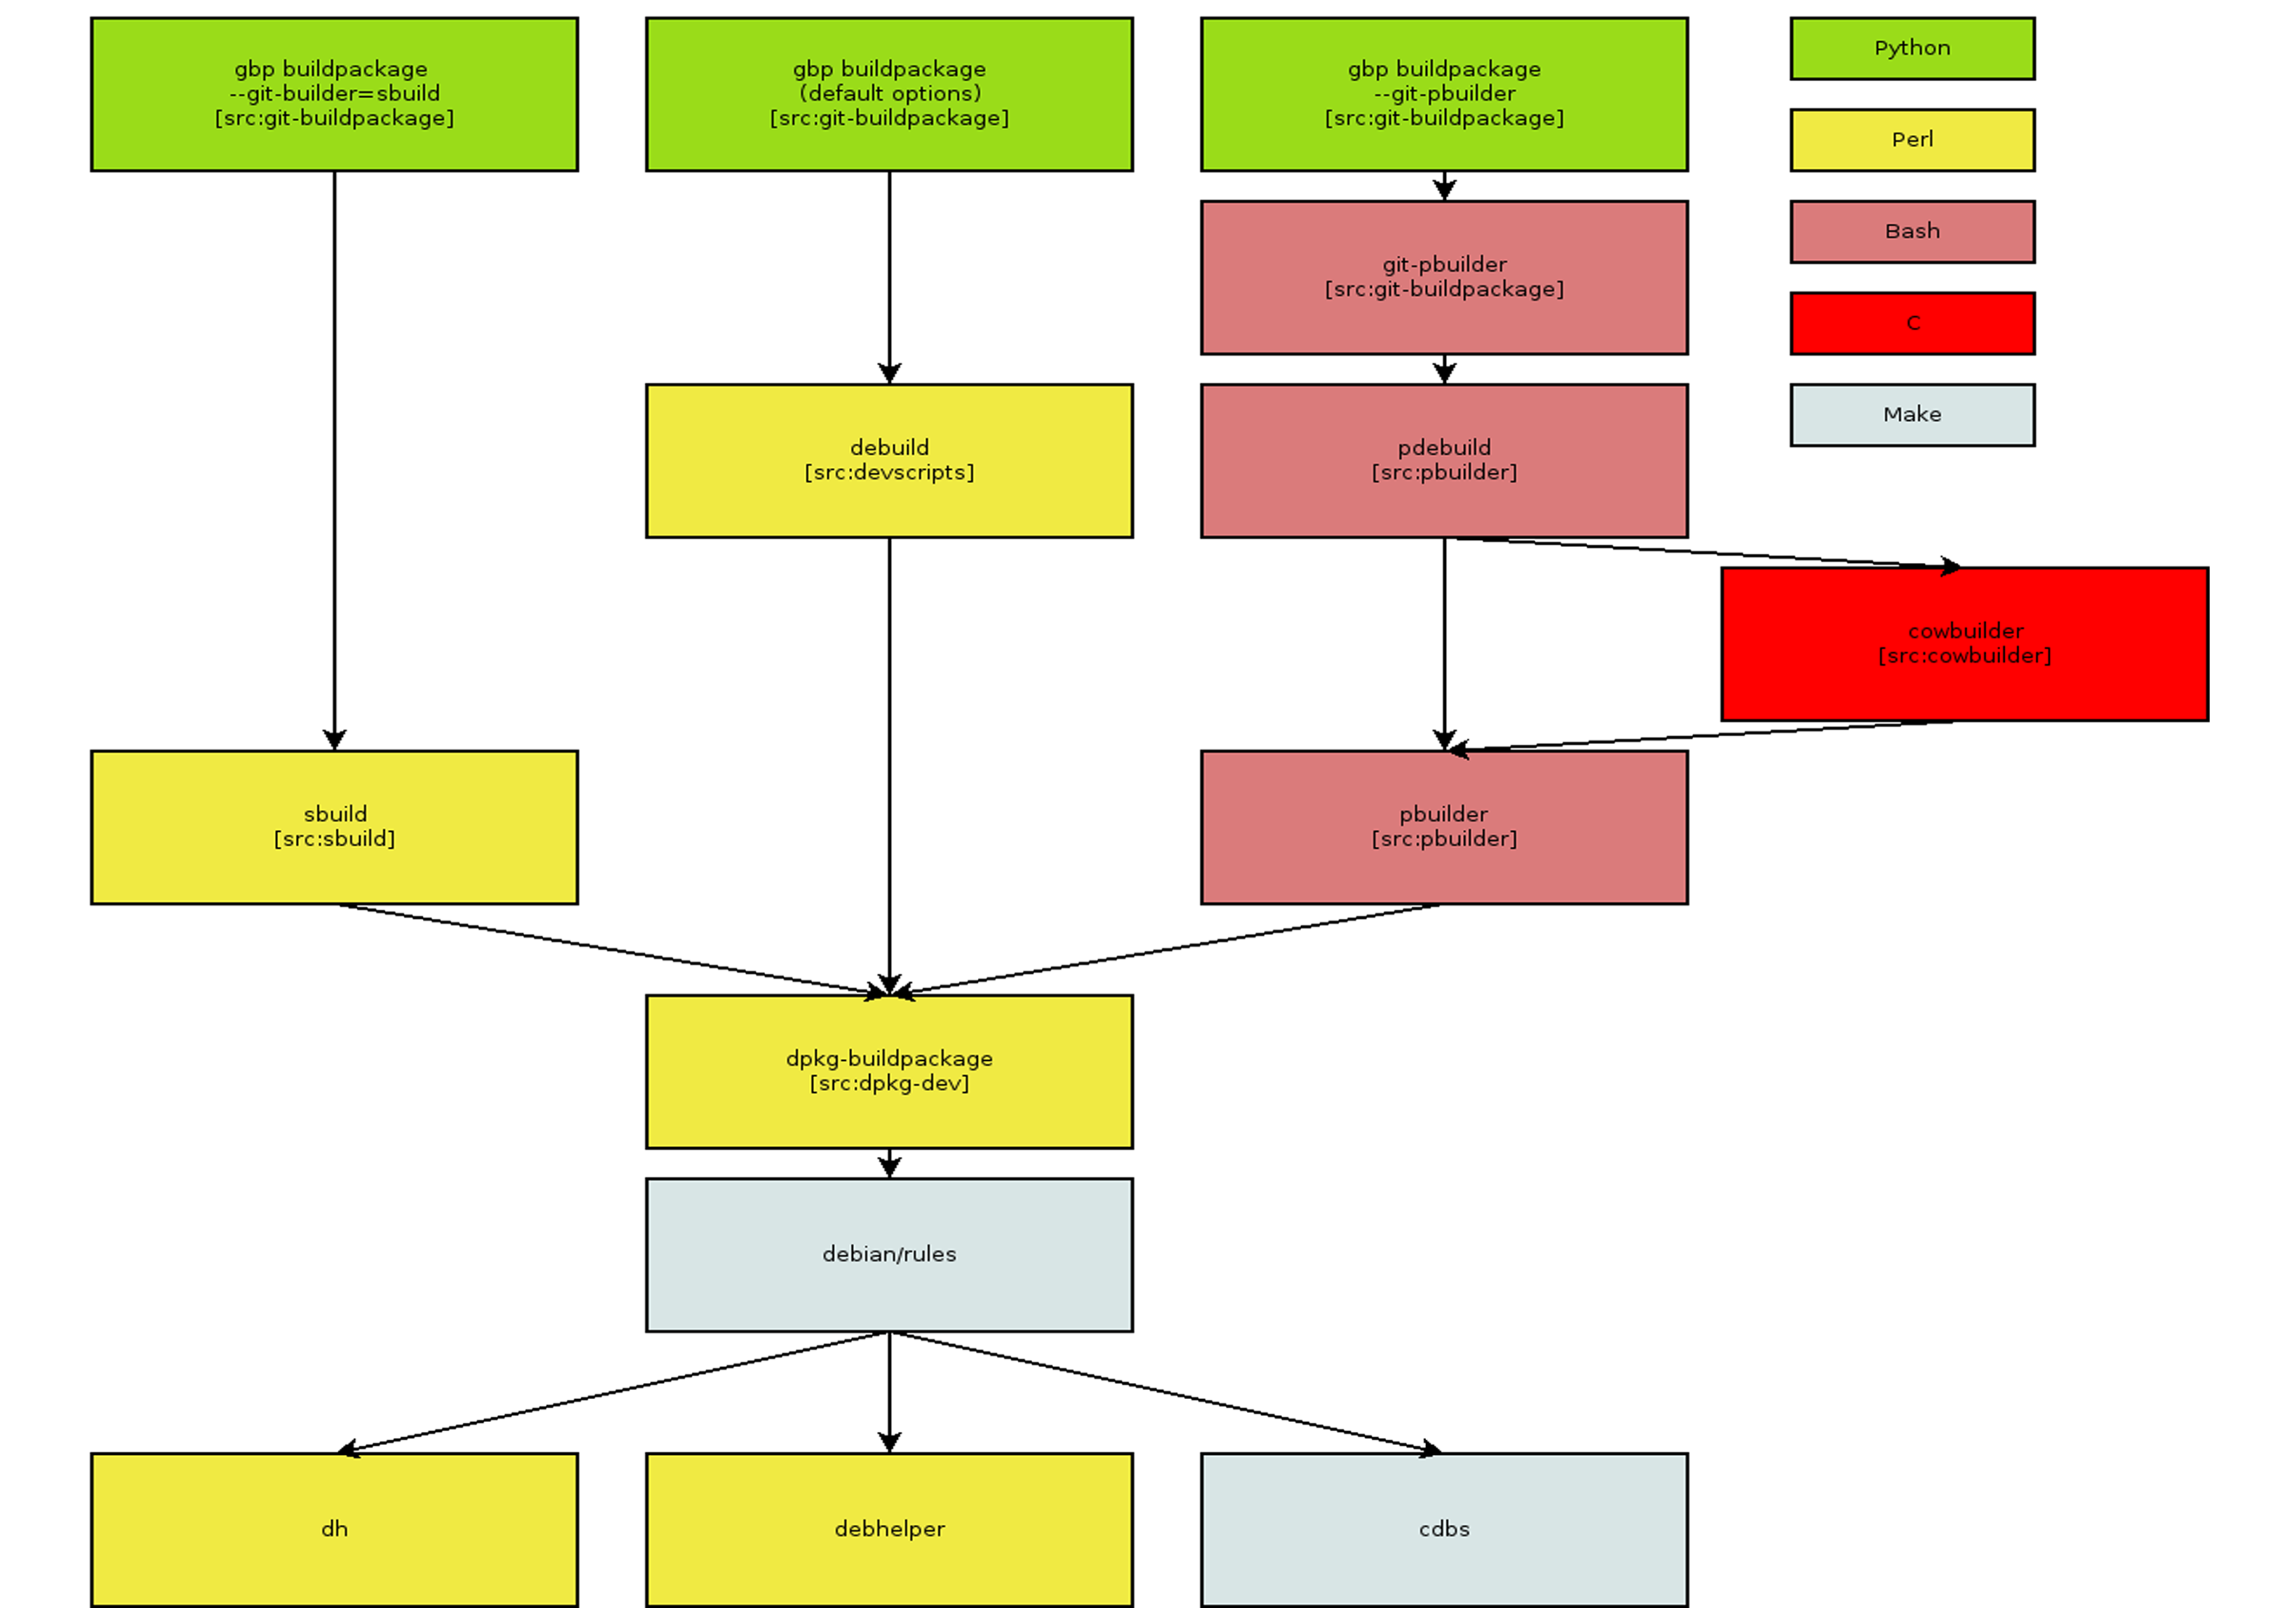 gbp buildpackage
--git-builder=sbuild
[src:git-buildpackage]
gbp buildpackage
(default options)
[src:git-buildpackage]
gbp buildpackage
--git-pbuilder
[src:git-buildpackage]
Python
Perl
Bash
C
Make
git-pbuilder
[src:git-buildpackage]
debuild
[src:devscripts]
pdebuild
[src:pbuilder]
cowbuilder
[src:cowbuilder]
sbuild
[src:sbuild]
pbuilder
[src:pbuilder]
dpkg-buildpackage
[src:dpkg-dev]
debian/rules
dh
debhelper
cdbs